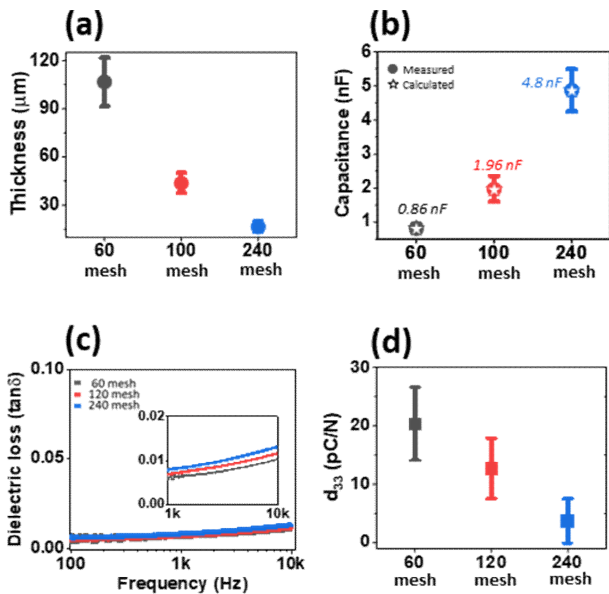 (a)
Thickness (μm)
120
90
60
30
60
mesh
100
mesh
240
mesh
(b)
Capacitance (nF)
6
5
4
3
2
1
Measured
Calculated
4.8 nF
1.96 nF
0.86 nF
60
mesh
100
mesh
240
mesh
(c)
Dielectric loss (tanδ)
0.10
0.05
0.00
60 mesh
120 mesh
240 mesh
0.02
0.01
0.00
1k
10k
100
1k
10k
Frequency (Hz)
(d)
d33 (pC/N)
30
20
10
0
60
mesh
120
mesh
240
mesh